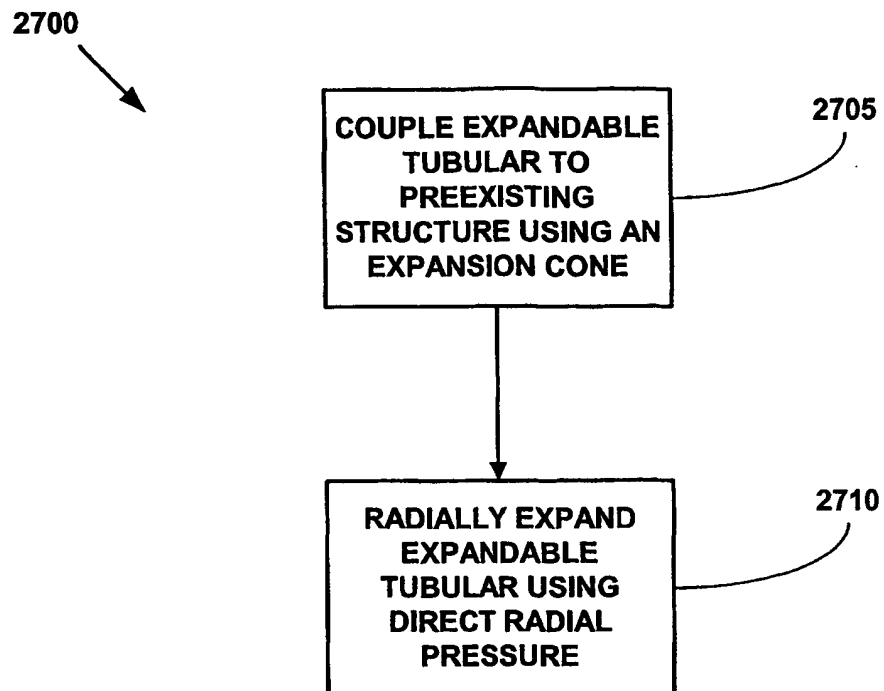 2700
COUPLE EXPANDABLE
TUBULAR TO
PREEXISTING
STRUCTURE USING AN
EXPANSION CONE
2705
RADIALLY EXPAND
EXPANDABLE
TUBULAR USING
DIRECT RADIAL
PRESSURE
2710